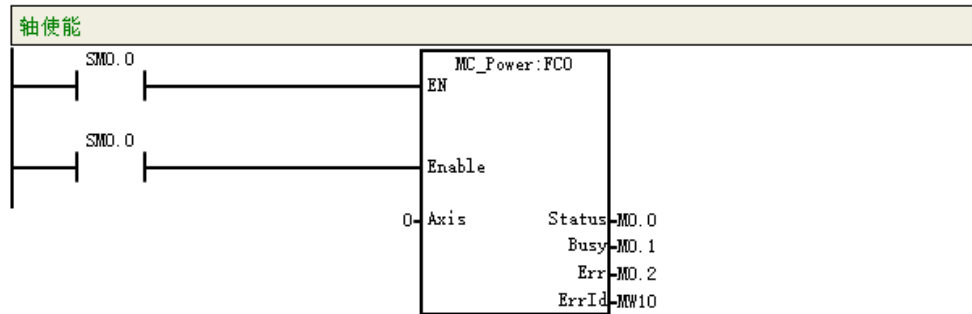 轴使能
SM0.0
MC_Power:FC0
EN
SM0.0
Enable
0 Axis Status M0.0
Busy M0.1
Err M0.2
ErrId MW10